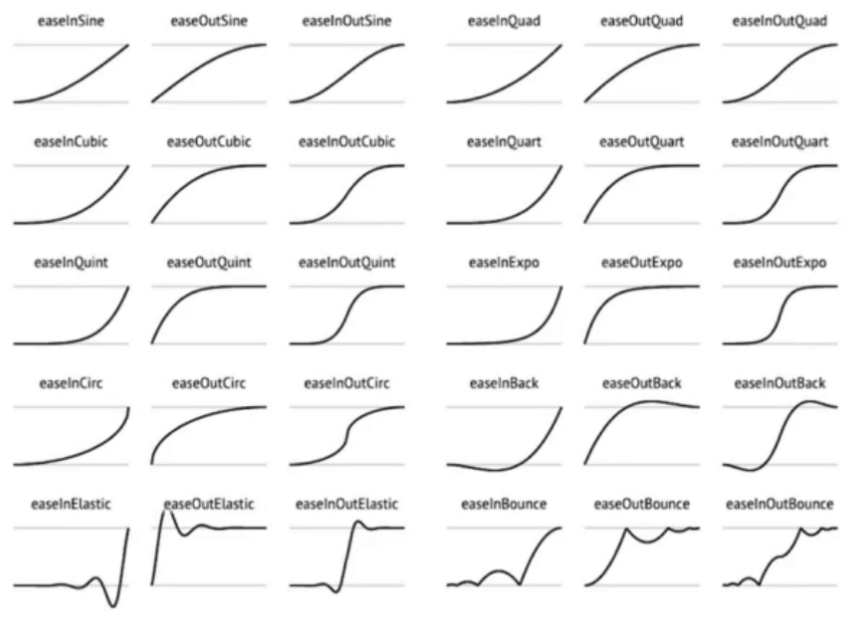 easeInSine easeOutSine easeInOutSine easeInQuad easeOutQuad easeInOutQuad
easeInCubic easeOutCubic easeInOutCubic easeInQuart easeOutQuart easeInOutQuart
easeInQuint easeOutQuint easeInOutQuint easeInExpo easeOutExpo easeInOutExpo
easeInCirc easeOutCirc easeInOutCirc easeInBack easeOutBack easeInOutBack
easeInElastic easeOutElastic easeInOutElastic easeInBounce easeOutBounce easeInOutBounce